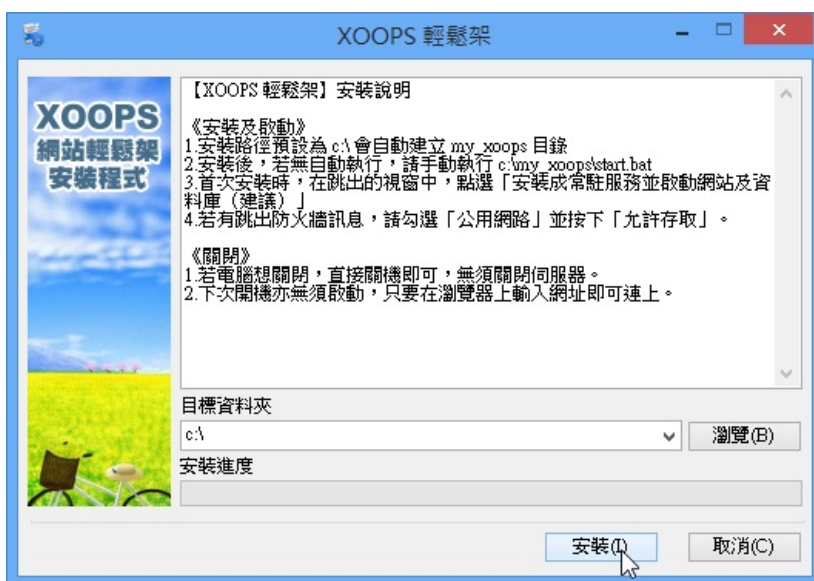 XOOPS 輕鬆架
XOOPS
網站輕鬆架
安裝程式
【XOOPS 輕鬆架】安裝說明
《安裝及啟動》
1.安裝路徑預設為 c:\ 會自動建立 my_xoops 目錄
2.安裝後，若無自動執行，請手動執行 c:\my_xoops\start.bat
3.首次安裝時，在跳出的視窗中，點選「安裝成常駐服務並啟動網站及資
料庫（建議）」
4.若有跳出防火牆訊息，請勾選「公用網路」並按下「允許存取」。
《關閉》
1.若電腦想關閉，直接關機即可，無須關閉伺服器。
2.下次開機亦無須啟動，只要在瀏覽器上輸入網址即可連上。
目標資料夾
c:\
瀏覽(B)
安裝進度
安裝(I)
取消(C)